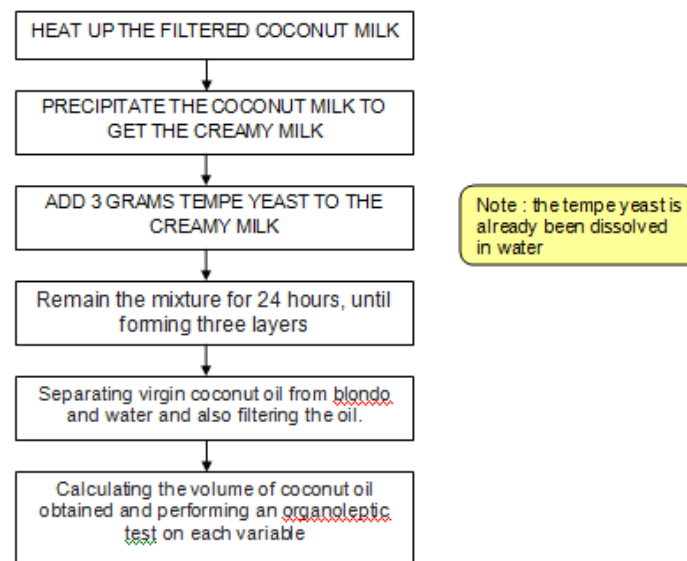 HEAT UP THE FILTERED COCONUT MILK
PRECIPITATE THE COCONUT MILK TO
GET THE CREAMY MILK
ADD 3 GRAMS TEMPE YEAST TO THE
CREAMY MILK
Note : the tempe yeast is
already been dissolved
in water
Remain the mixture for 24 hours, until
forming three layers
Separating virgin coconut oil from blondo
and water and also filtering the oil.
Calculating the volume of coconut oil
obtained and performing an organoleptic
test on each variable